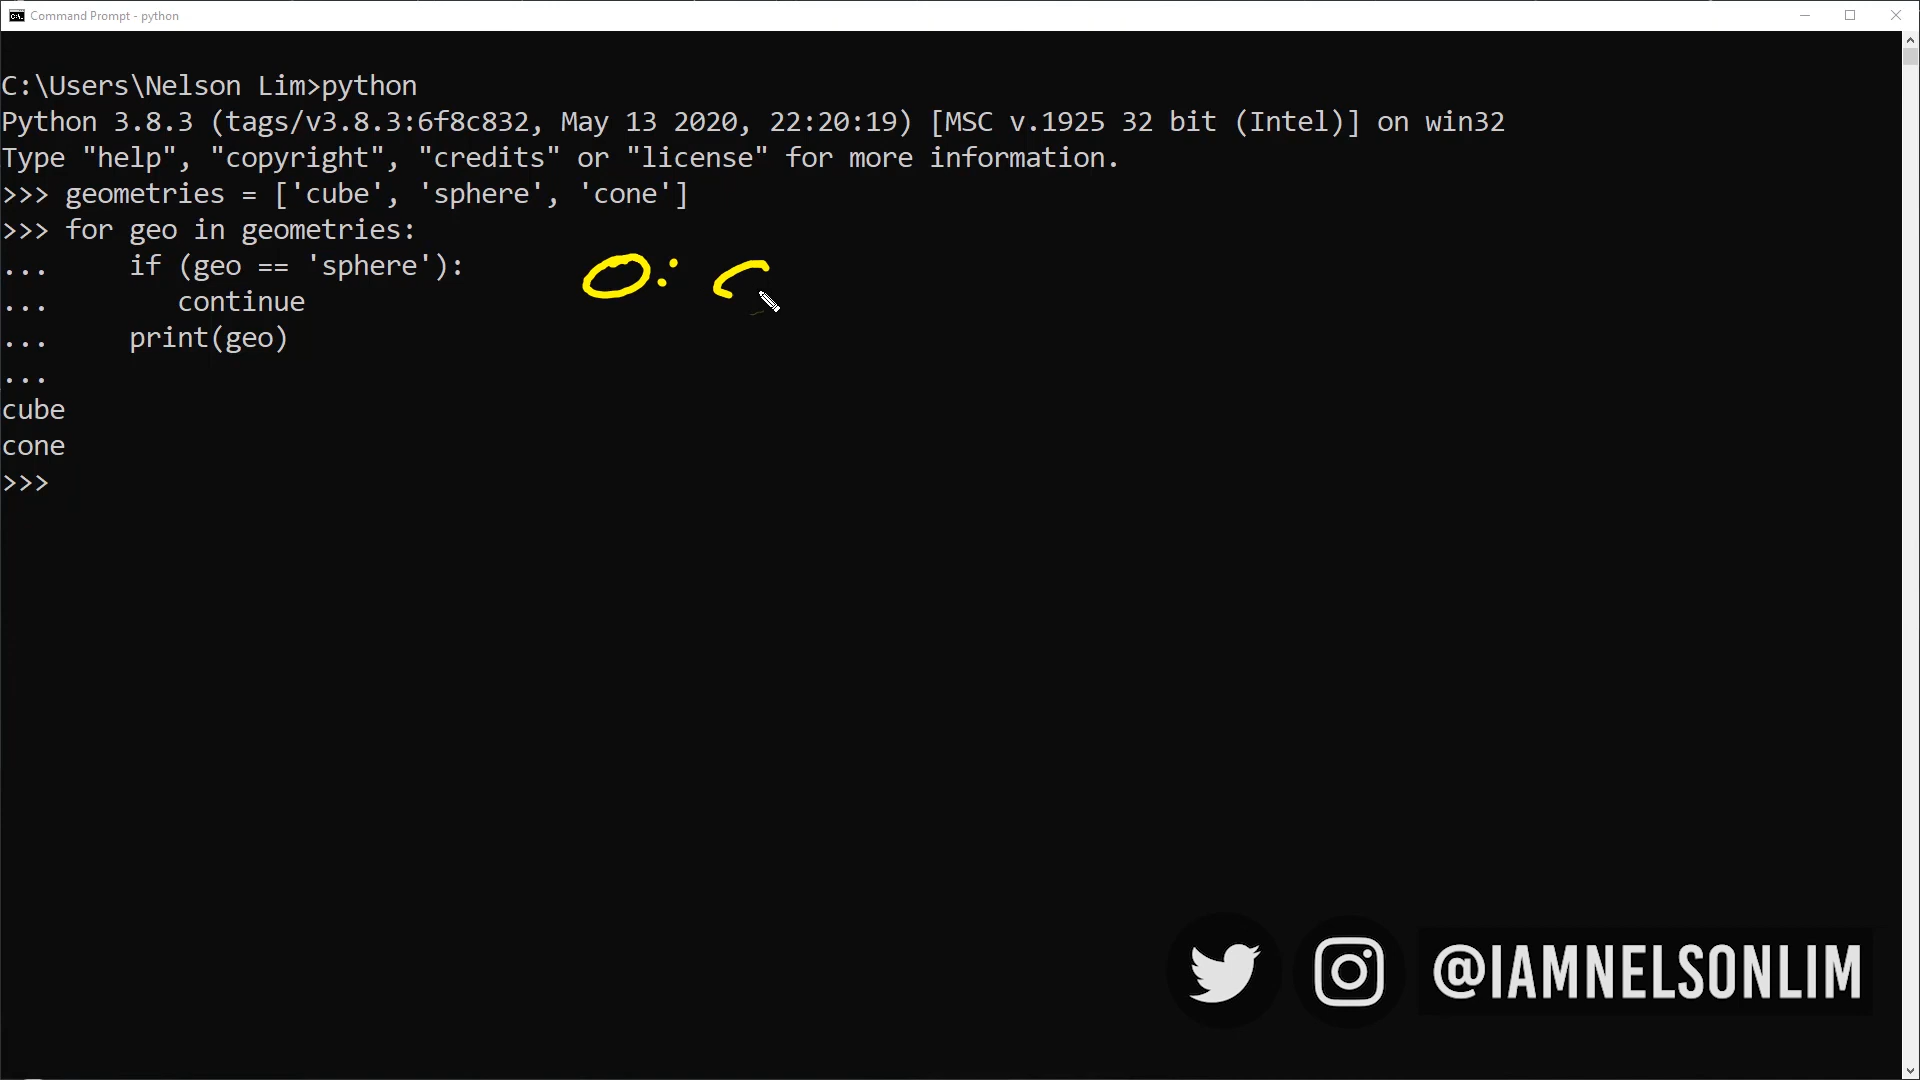 Command Prompt - python
C:\Users\Nelson Lim>python
Python 3.8.3 (tags/v3.8.3:6f8c832, May 13 2020, 22:20:19) [MSC v.1925 32 bit (Intel)] on win32
Type "help", "copyright", "credits" or "license" for more information.
>>> geometries = ['cube', 'sphere', 'cone']
>>> for geo in geometries:
...     if (geo == 'sphere'):
...        continue
...     print(geo)
...
cube
cone
>>>
0: c
@IAMNELSONLIM